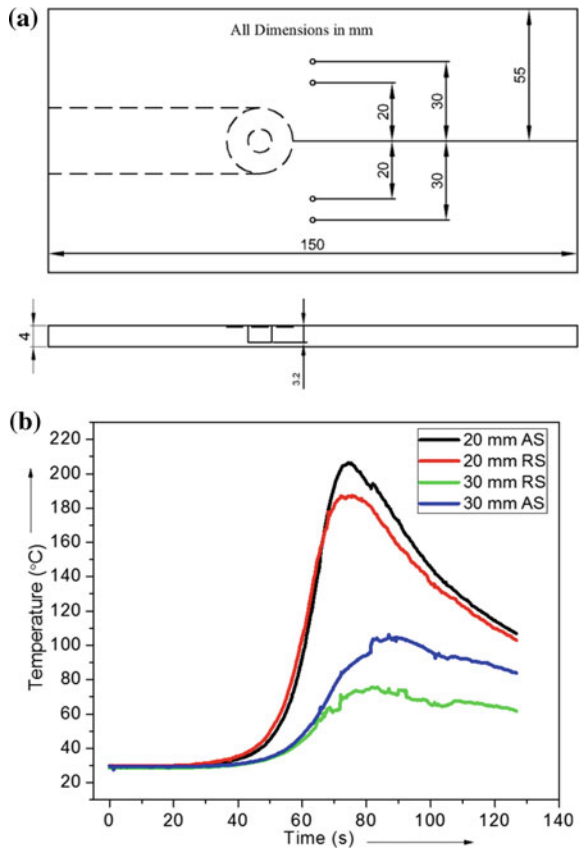 (a)
All Dimensions in mm
20
30
55
20
30
150
4
3.2
(b)
220
200
180
160
140
120
100
80
60
40
20
Temperature (°C)
20 mm AS
20 mm RS
30 mm RS
30 mm AS
0 20 40 60 80 100 120 140
Time (s)